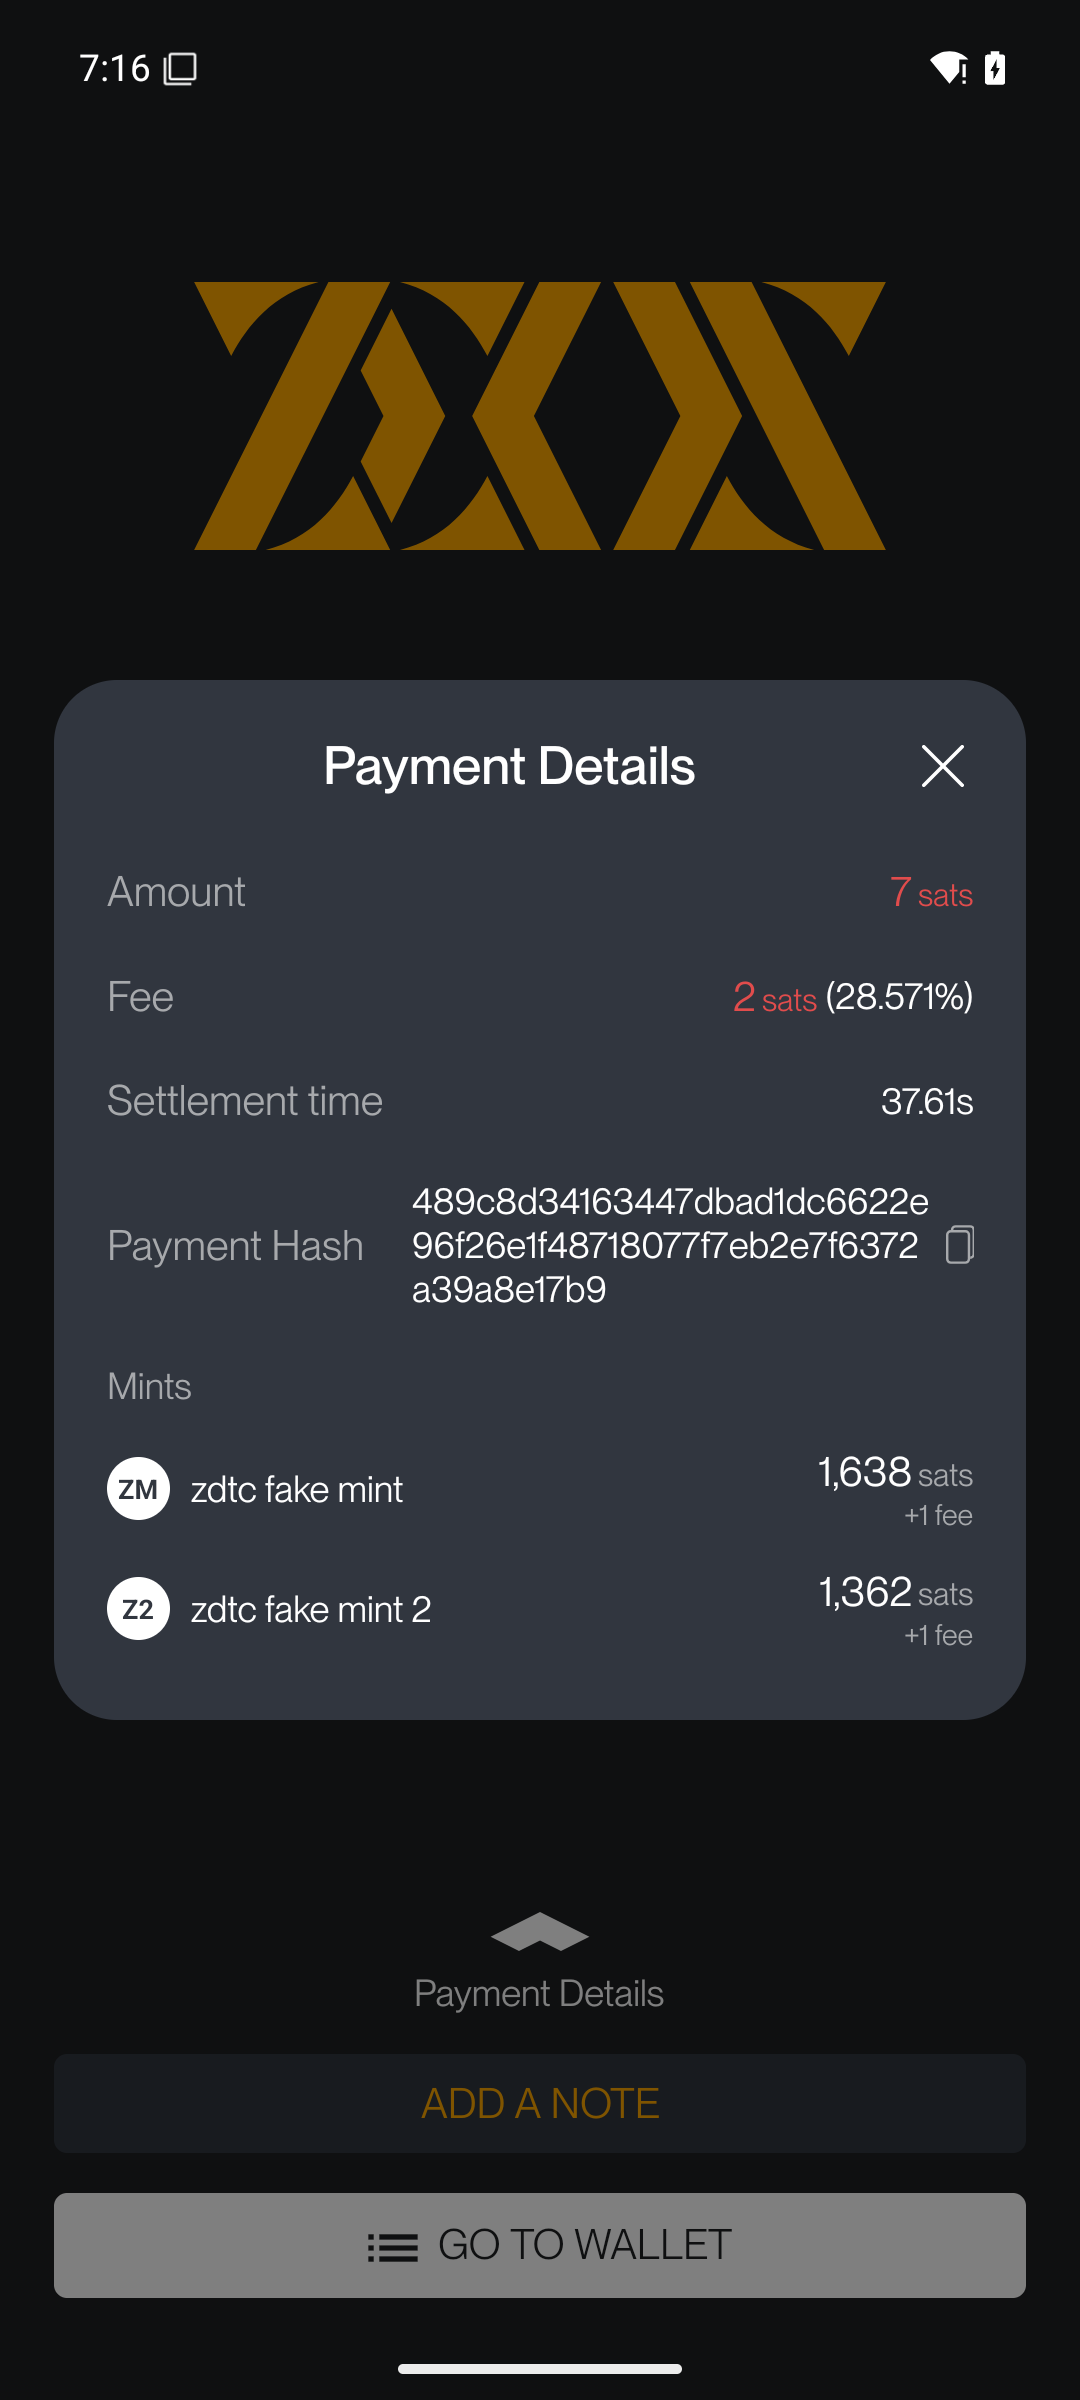 7:16
Payment Details
Amount 7 sats
Fee 2 sats (28.571%)
Settlement time 37.61s
489c8d34163447dbad1dc6622e
Payment Hash 96f26e1f48718077f7eb2e7f6372
a39a8e17b9
Mints
ZM zdtc fake mint 1,638 sats
+1 fee
Z2 zdtc fake mint 2 1,362 sats
+1 fee
Payment Details
ADD A NOTE
GO TO WALLET